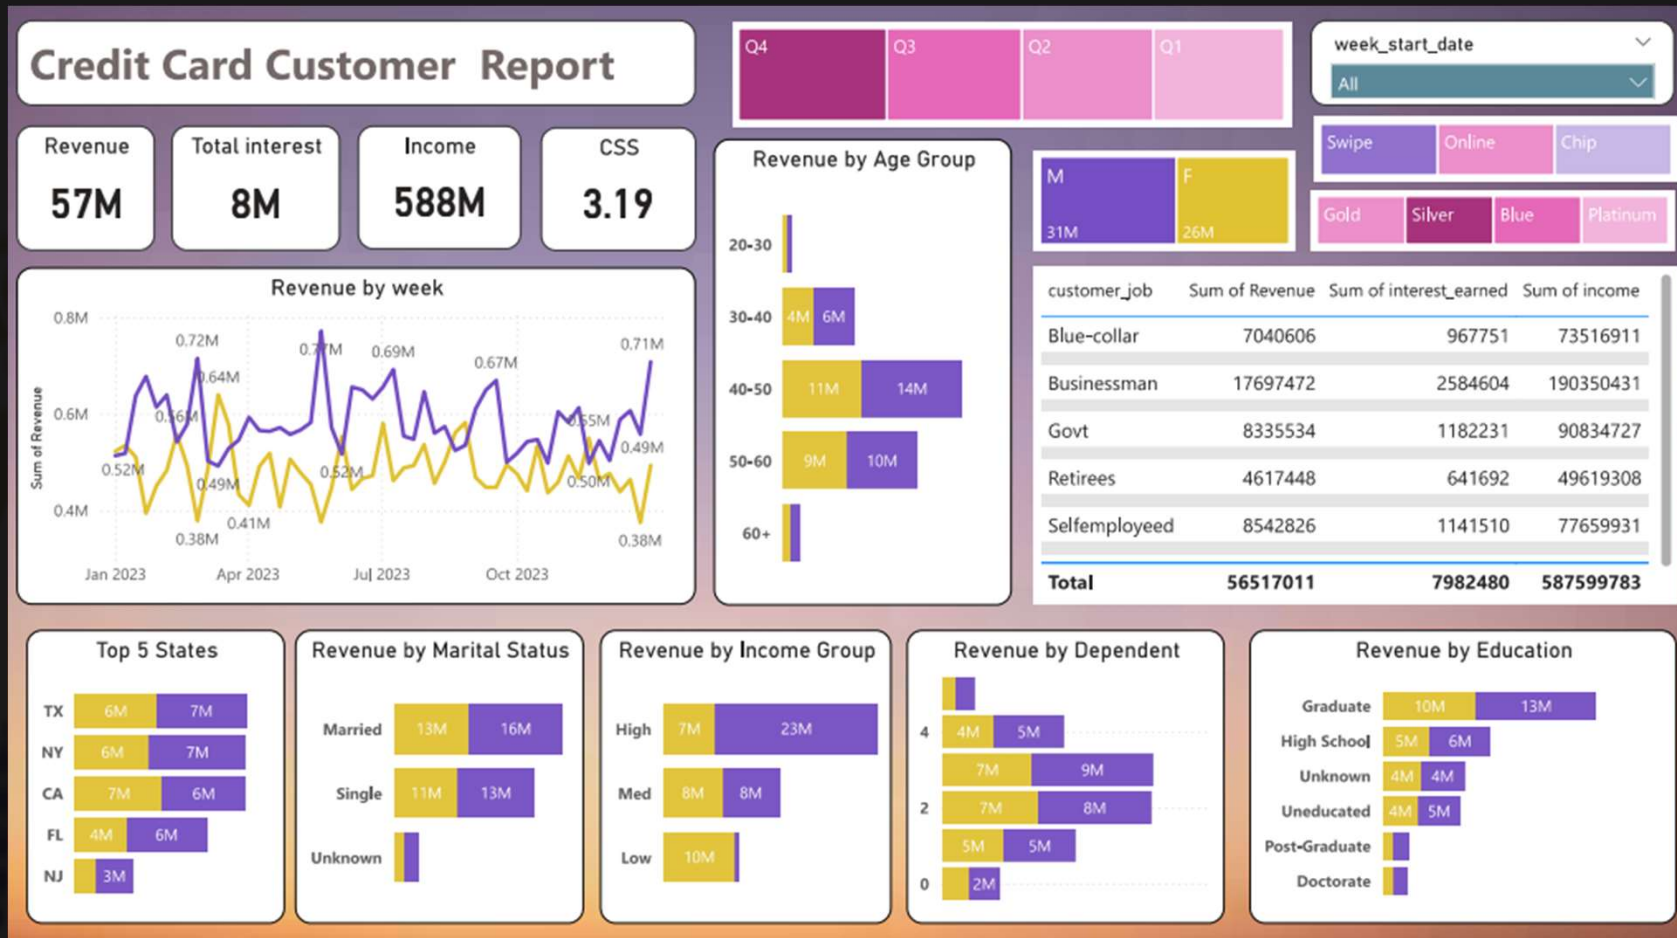 Credit Card Customer Report
Q4 Q3 Q2 Q1
week_start_date
All
Revenue
57M
Total interest
8M
Income
588M
CSS
3.19
Swipe Online Chip
M F
31M 26M
Gold Silver Blue Platinum
Revenue by week
Sum of Revenue
0.8M
0.6M
0.4M
0.72M
0.77M
0.69M
0.67M
0.71M
0.64M
0.56M
0.55M
0.49M
0.52M
0.49M
0.52M
0.50M
0.41M
0.38M
0.38M
Jan 2023 Apr 2023 Jul 2023 Oct 2023
Revenue by Age Group
20-30
30-40 4M 6M
40-50 11M 14M
50-60 9M 10M
60+
customer_job Sum of Revenue Sum of interest_earned Sum of income
Blue-collar 7040606 967751 73516911
Businessman 17697472 2584604 190350431
Govt 8335534 1182231 90834727
Retirees 4617448 641692 49619308
Selfemployeed 8542826 1141510 77659931
Total 56517011 7982480 587599783
Top 5 States
TX 6M 7M
NY 6M 7M
CA 7M 6M
FL 4M 6M
NJ 3M
Revenue by Marital Status
Married 13M 16M
Single 11M 13M
Unknown
Revenue by Income Group
High 7M 23M
Med 8M 8M
Low 10M
Revenue by Dependent
4 4M 5M
7M 9M
2 7M 8M
5M 5M
0 2M
Revenue by Education
Graduate 10M 13M
High School 5M 6M
Unknown 4M 4M
Uneducated 4M 5M
Post-Graduate
Doctorate